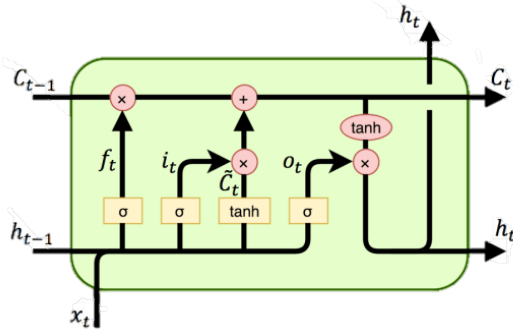 h_t
C_{t-1} × + C_t
tanh
f_t i_t × o_t ×
C̃_t
σ σ tanh σ
h_{t-1} h_t
x_t